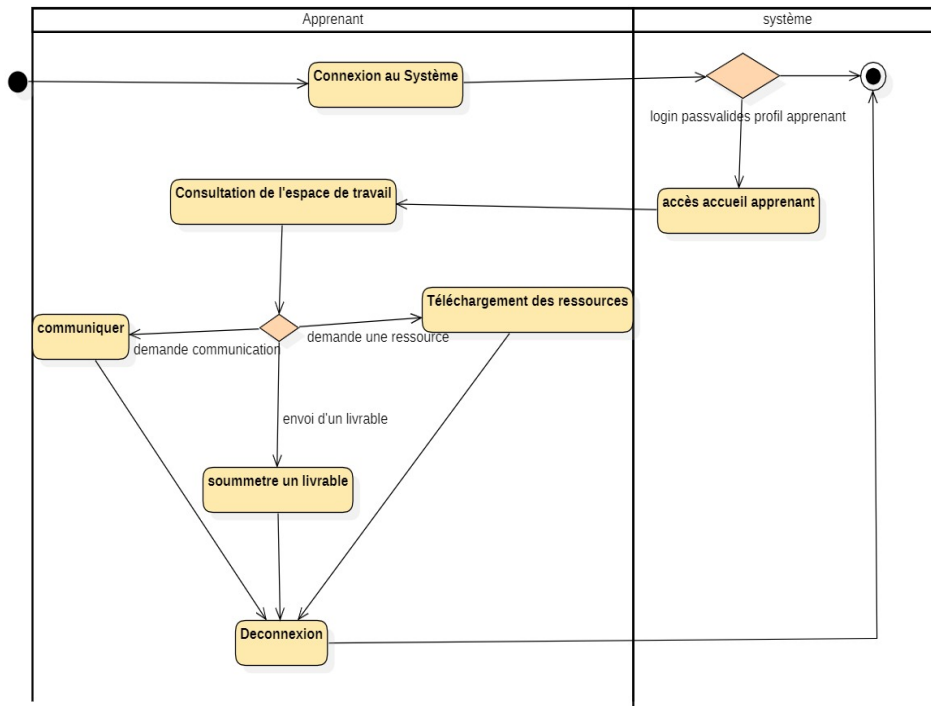 Apprenant
système
Connexion au Système
login passvalides profil apprenant
Consultation de l'espace de travail
accès accueil apprenant
Téléchargement des ressources
communiquer
demande une ressource
demande communication
envoi d'un livrable
soummetre un livrable
Deconnexion